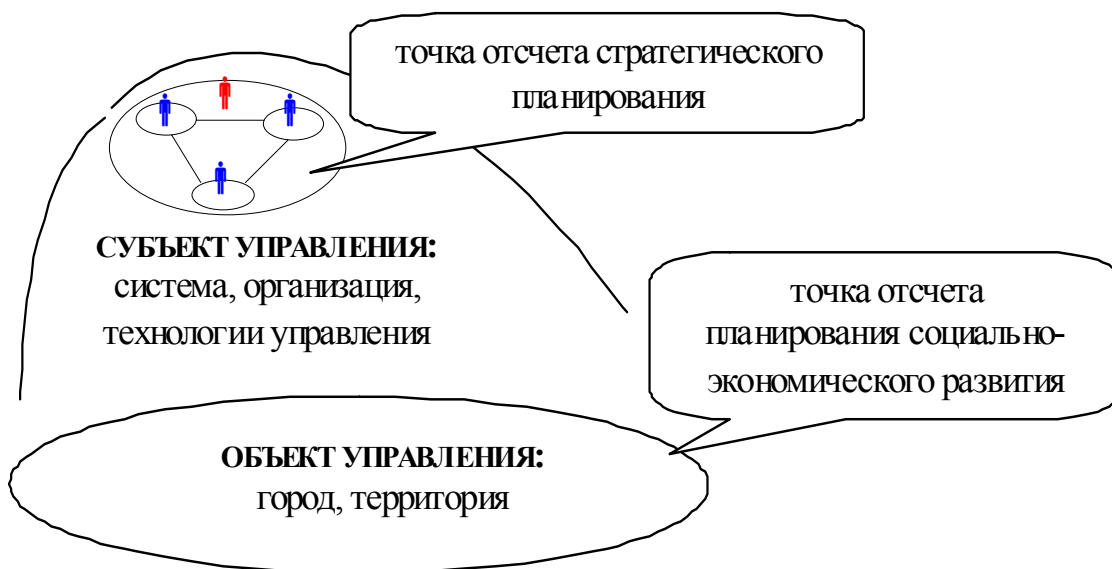 точка отсчета стратегического
планирования
СУБЪЕКТ УПРАВЛЕНИЯ:
система, организация,
технологии управления
точка отсчета
планирования социально-
экономического развития
ОБЪЕКТ УПРАВЛЕНИЯ:
город, территория